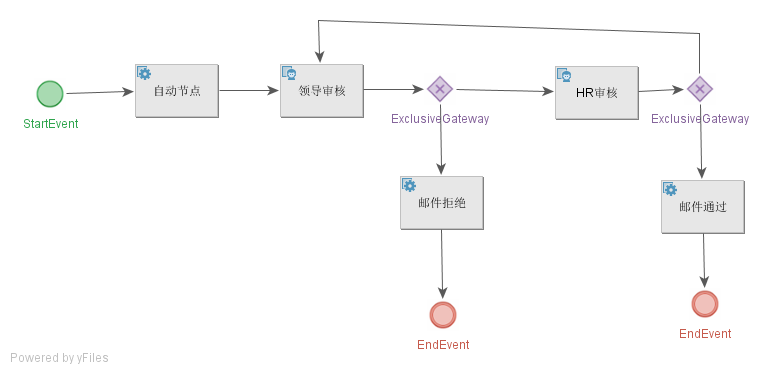 自动节点
领导审核
HR审核
StartEvent
ExclusiveGateway
ExclusiveGateway
邮件拒绝
邮件通过
EndEvent
EndEvent
Powered by yFiles